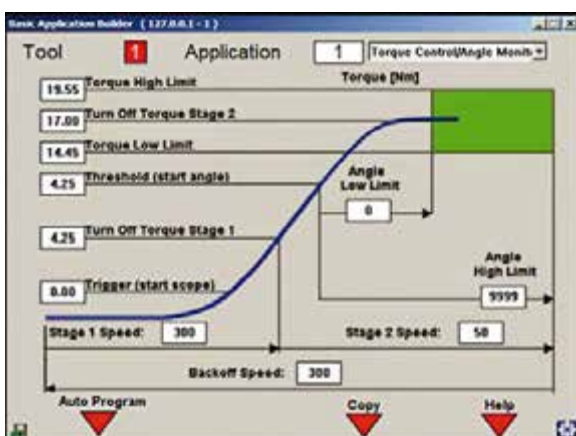 Basic Application Builder ( 127.0.0.1 - 1 )
Tool 1 Application 1 Torque Control/Angle Monit
19.55 Torque High Limit Torque [Nm]
17.00 Turn Off Torque Stage 2
14.45 Torque Low Limit
4.25 Threshold (start angle) Angle Low Limit
0
4.25 Turn Off Torque Stage 1
Angle High Limit
0.00 Trigger (start scope) 9999
Stage 1 Speed: 300 Stage 2 Speed: 50
Backoff Speed: 300
Auto Program Copy Help